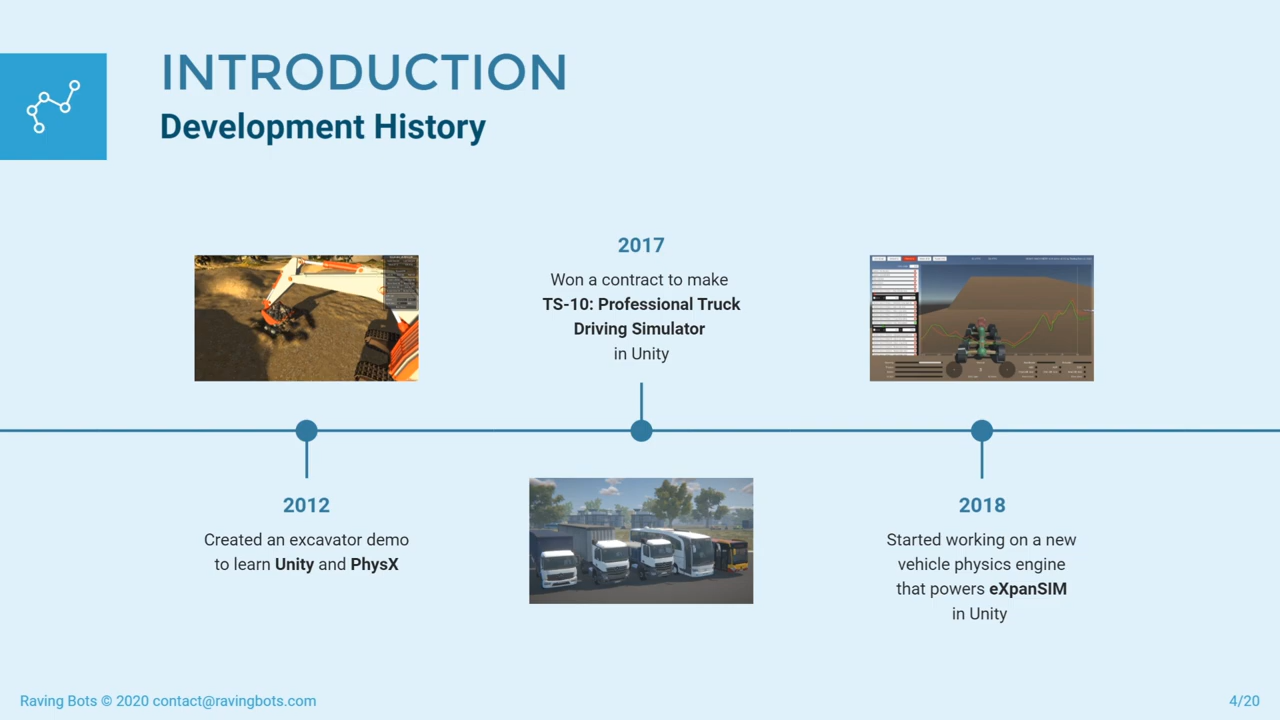 INTRODUCTION
Development History
2012
Created an excavator demo
to learn Unity and PhysX
2017
Won a contract to make
TS-10: Professional Truck
Driving Simulator
in Unity
2018
Started working on a new
vehicle physics engine
that powers eXpanSIM
in Unity
Raving Bots © 2020 contact@ravingbots.com
4/20